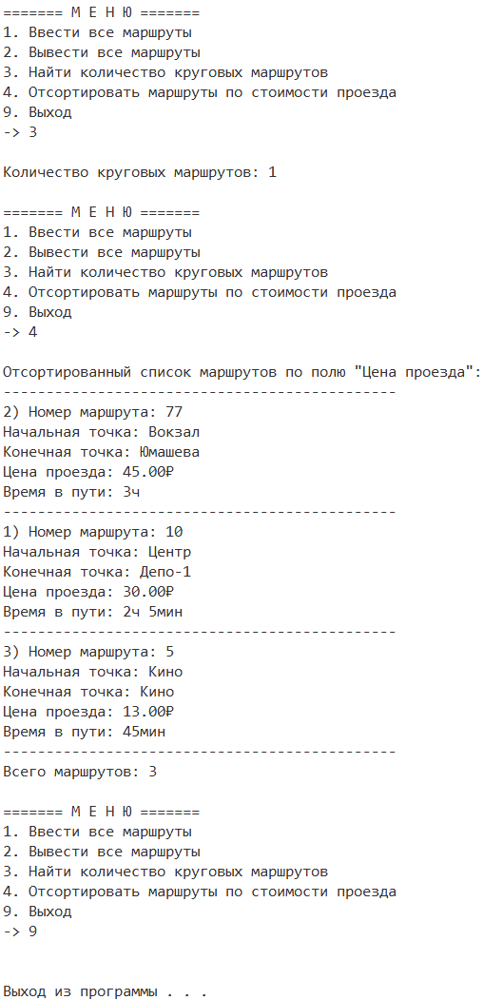 ======= М Е Н Ю =======
1. Ввести все маршруты
2. Вывести все маршруты
3. Найти количество круговых маршрутов
4. Отсортировать маршруты по стоимости проезда
9. Выход
-> 3
Количество круговых маршрутов: 1
======= М Е Н Ю =======
1. Ввести все маршруты
2. Вывести все маршруты
3. Найти количество круговых маршрутов
4. Отсортировать маршруты по стоимости проезда
9. Выход
-> 4
Отсортированный список маршрутов по полю "Цена проезда":
----------------------------------------------
2) Номер маршрута: 77
Начальная точка: Вокзал
Конечная точка: Юмашева
Цена проезда: 45.00₽
Время в пути: 3ч
----------------------------------------------
1) Номер маршрута: 10
Начальная точка: Центр
Конечная точка: Депо-1
Цена проезда: 30.00₽
Время в пути: 2ч 5мин
----------------------------------------------
3) Номер маршрута: 5
Начальная точка: Кино
Конечная точка: Кино
Цена проезда: 13.00₽
Время в пути: 45мин
----------------------------------------------
Всего маршрутов: 3
======= М Е Н Ю =======
1. Ввести все маршруты
2. Вывести все маршруты
3. Найти количество круговых маршрутов
4. Отсортировать маршруты по стоимости проезда
9. Выход
-> 9
Выход из программы . . .